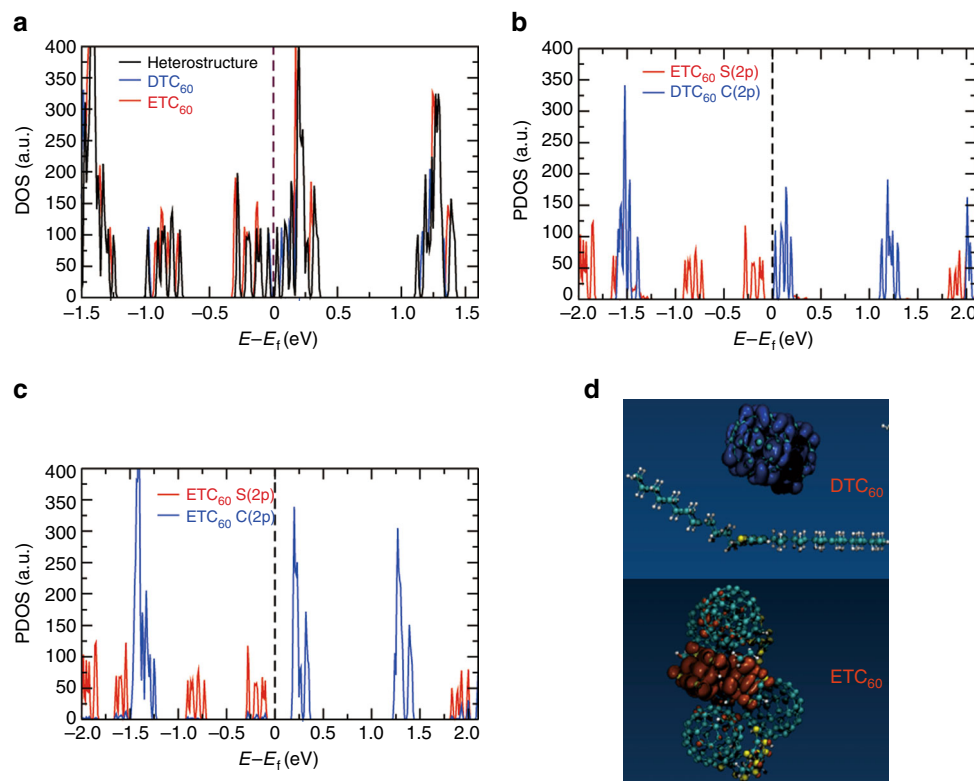 a
400
350
300
250
200
150
100
50
0
DOS (a.u.)
Heterostructure
DTC60
ETC60
−1.5 −1.0 −0.5 0 0.5 1.0 1.5
E−Ef (eV)
b
400
350
300
250
200
150
100
50
0
PDOS (a.u.)
ETC60 S(2p)
DTC60 C(2p)
−2.0 −1.5 −1.0 −0.5 0 0.5 1.0 1.5 2.0
E−Ef (eV)
c
400
350
300
250
200
150
100
50
0
PDOS (a.u.)
ETC60 S(2p)
ETC60 C(2p)
−2.0 −1.5 −1.0 −0.5 0 0.5 1.0 1.5 2.0
E−Ef (eV)
d
DTC60
ETC60